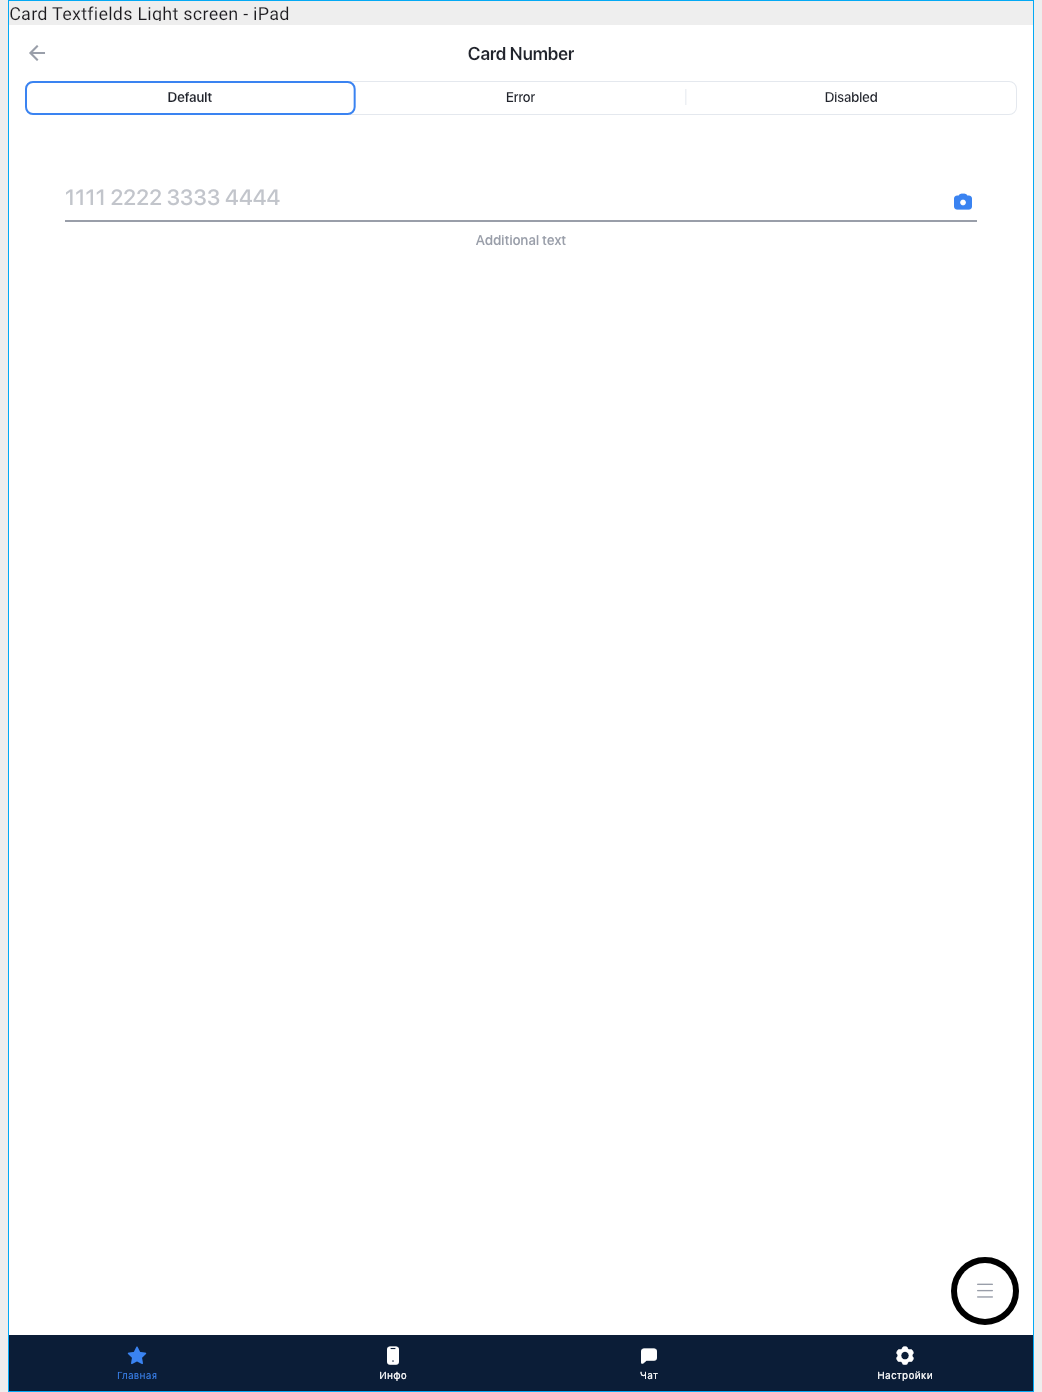 Card Textfields Light screen - iPad
Card Number
Default Error Disabled
1111 2222 3333 4444
Additional text
Главная Инфо Чат Настройки